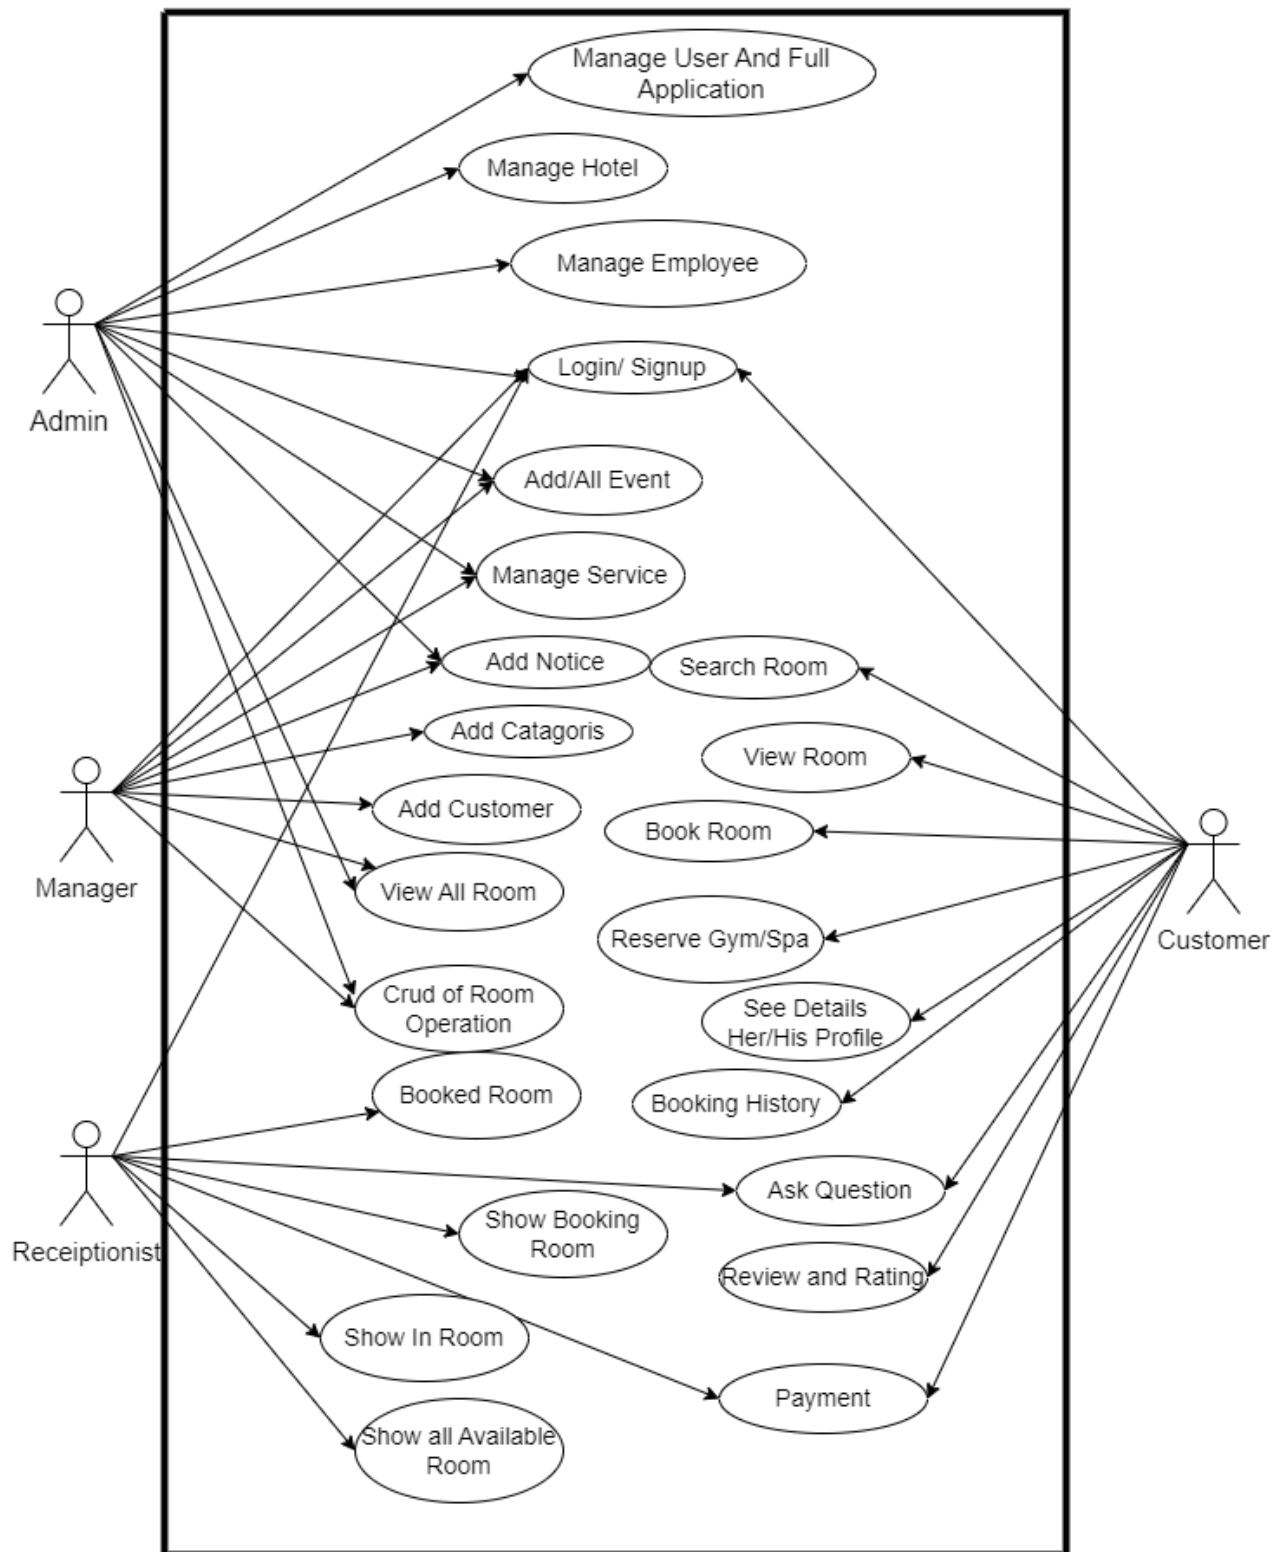 Manage User And Full
Application
Manage Hotel
Manage Employee
Login/ Signup
Admin
Add/All Event
Manage Service
Add Notice
Search Room
Add Catagoris
View Room
Add Customer
Book Room
Manager
View All Room
Reserve Gym/Spa
Customer
Crud of Room
Operation
See Details
Her/His Profile
Booked Room
Booking History
Ask Question
Show Booking
Room
Receiptionist
Review and Rating
Show In Room
Payment
Show all Available
Room